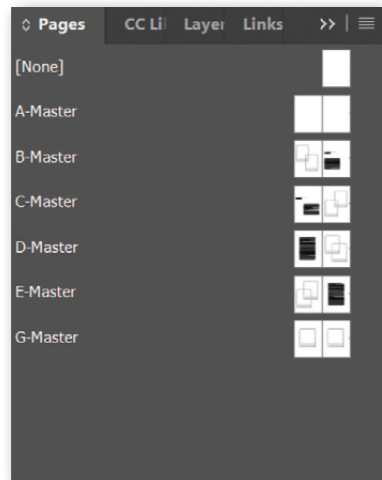 Pages CC Li Layer Links
[None]
A-Master
B-Master
C-Master
D-Master
E-Master
G-Master